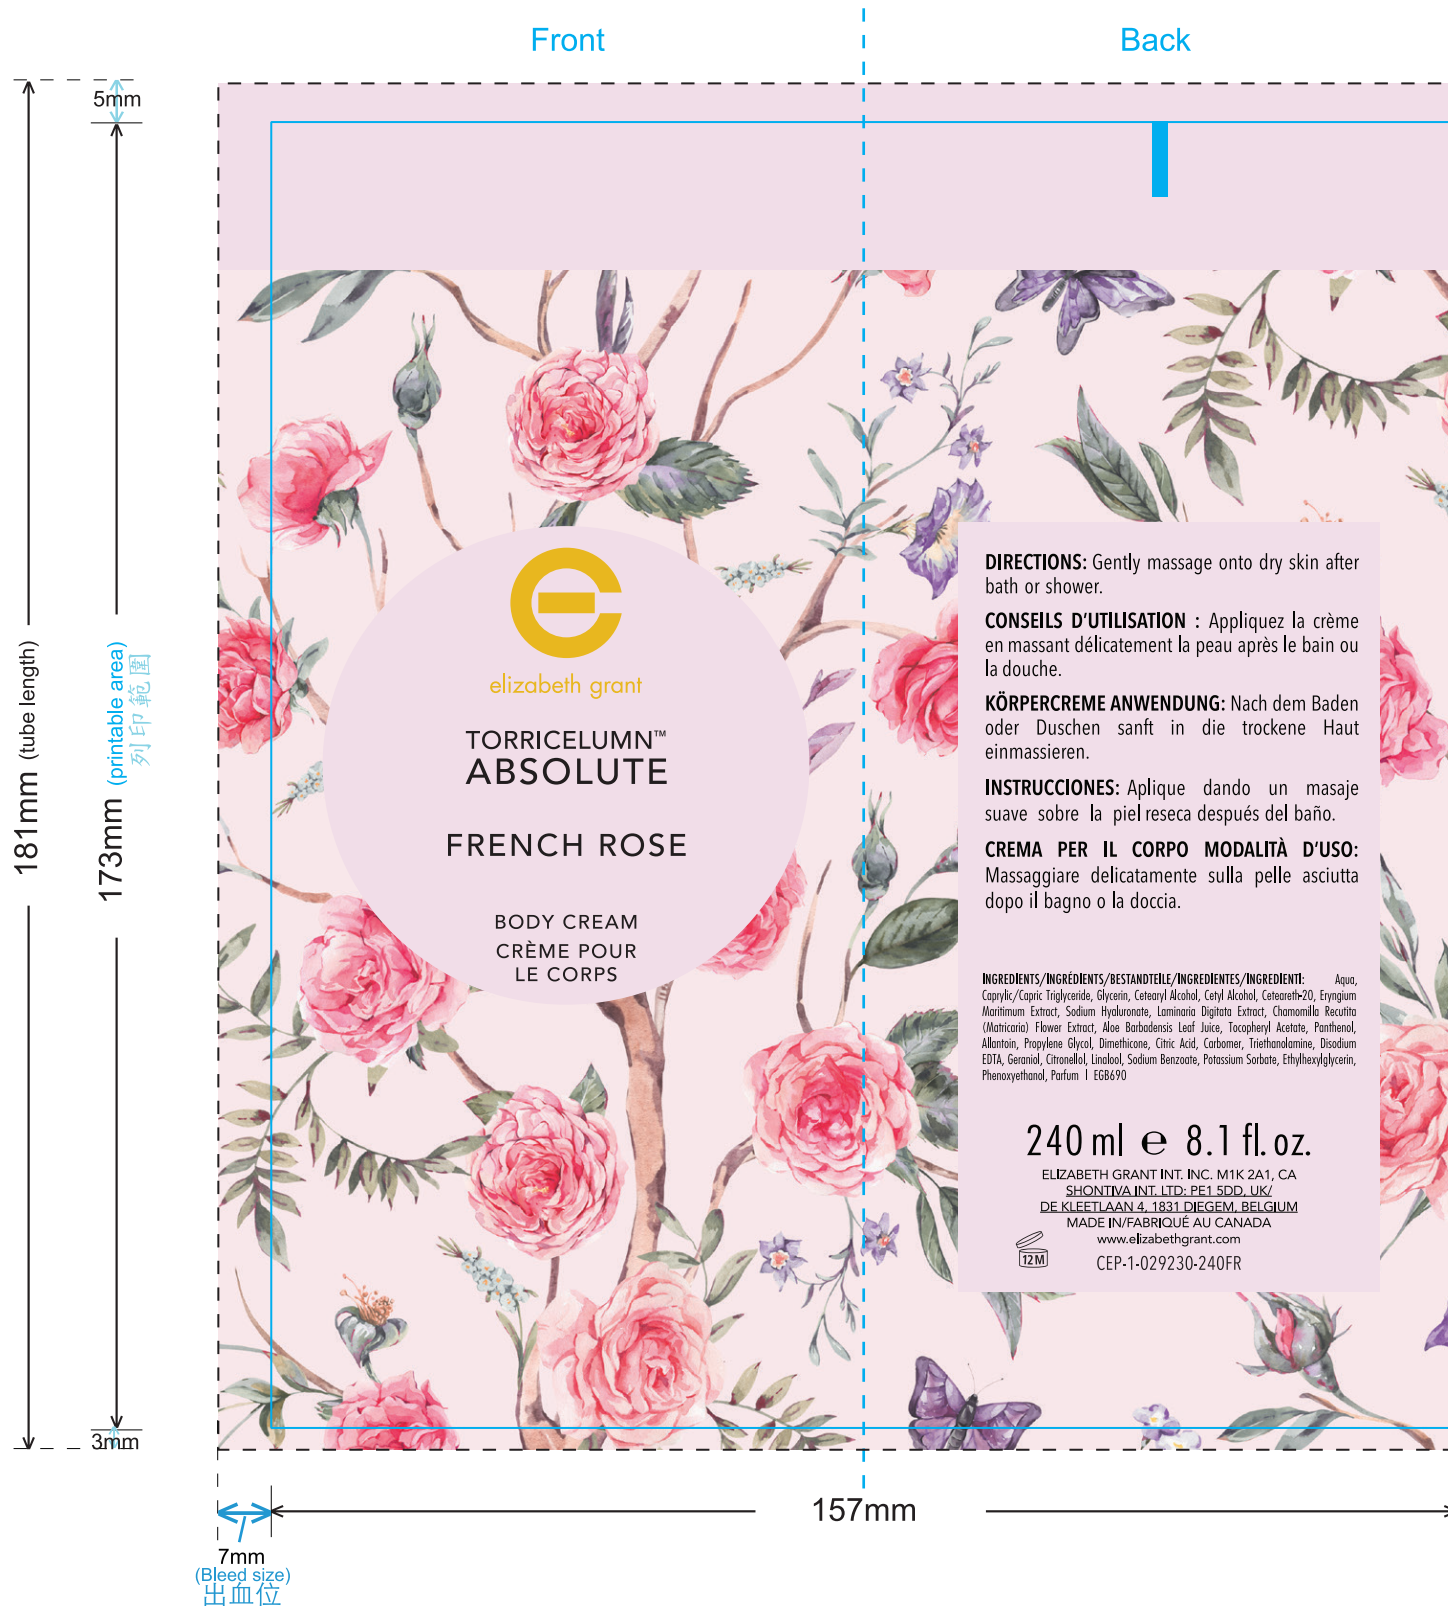 Front
Back
5mm
181mm (tube length)
173mm (printable area)
列印範圍
3mm
elizabeth grant
TORRICELUMN™
ABSOLUTE
FRENCH ROSE
BODY CREAM
CRÈME POUR
LE CORPS
DIRECTIONS: Gently massage onto dry skin after
bath or shower.
CONSEILS D'UTILISATION : Appliquez la crème
en massant délicatement la peau après le bain ou
la douche.
KÖRPERCREME ANWENDUNG: Nach dem Baden
oder Duschen sanft in die trockene Haut
einmassieren.
INSTRUCCIONES: Aplique dando un masaje
suave sobre la piel reseca después del baño.
CREMA PER IL CORPO MODALITÀ D'USO:
Massaggiare delicatamente sulla pelle asciutta
dopo il bagno o la doccia.
INGREDIENTS/INGRÉDIENTS/BESTANDTEILE/INGREDIENTES/INGREDIENTI: Aqua,
Caprylic/Capric Triglyceride, Glycerin, Cetearyl Alcohol, Cetyl Alcohol, Ceteareth-20, Eryngium
Maritimum Extract, Sodium Hyaluronate, Laminaria Digitata Extract, Chamomilla Recutita
(Matricaria) Flower Extract, Aloe Barbadensis Leaf Juice, Tocopheryl Acetate, Panthenol,
Allantoin, Propylene Glycol, Dimethicone, Citric Acid, Carbomer, Triethanolamine, Disodium
EDTA, Geraniol, Citronellol, Linalool, Sodium Benzoate, Potassium Sorbate, Ethylhexylglycerin,
Phenoxyethanol, Parfum | EGB690
240 ml ℮ 8.1 fl. oz.
ELIZABETH GRANT INT. INC. M1K 2A1, CA
SHONTIVA INT. LTD: PE1 5DD, UK/
DE KLEETLAAN 4, 1831 DIEGEM, BELGIUM
MADE IN/FABRIQUÉ AU CANADA
www.elizabethgrant.com
12M
CEP-1-029230-240FR
157mm
7mm
(Bleed size)
出血位